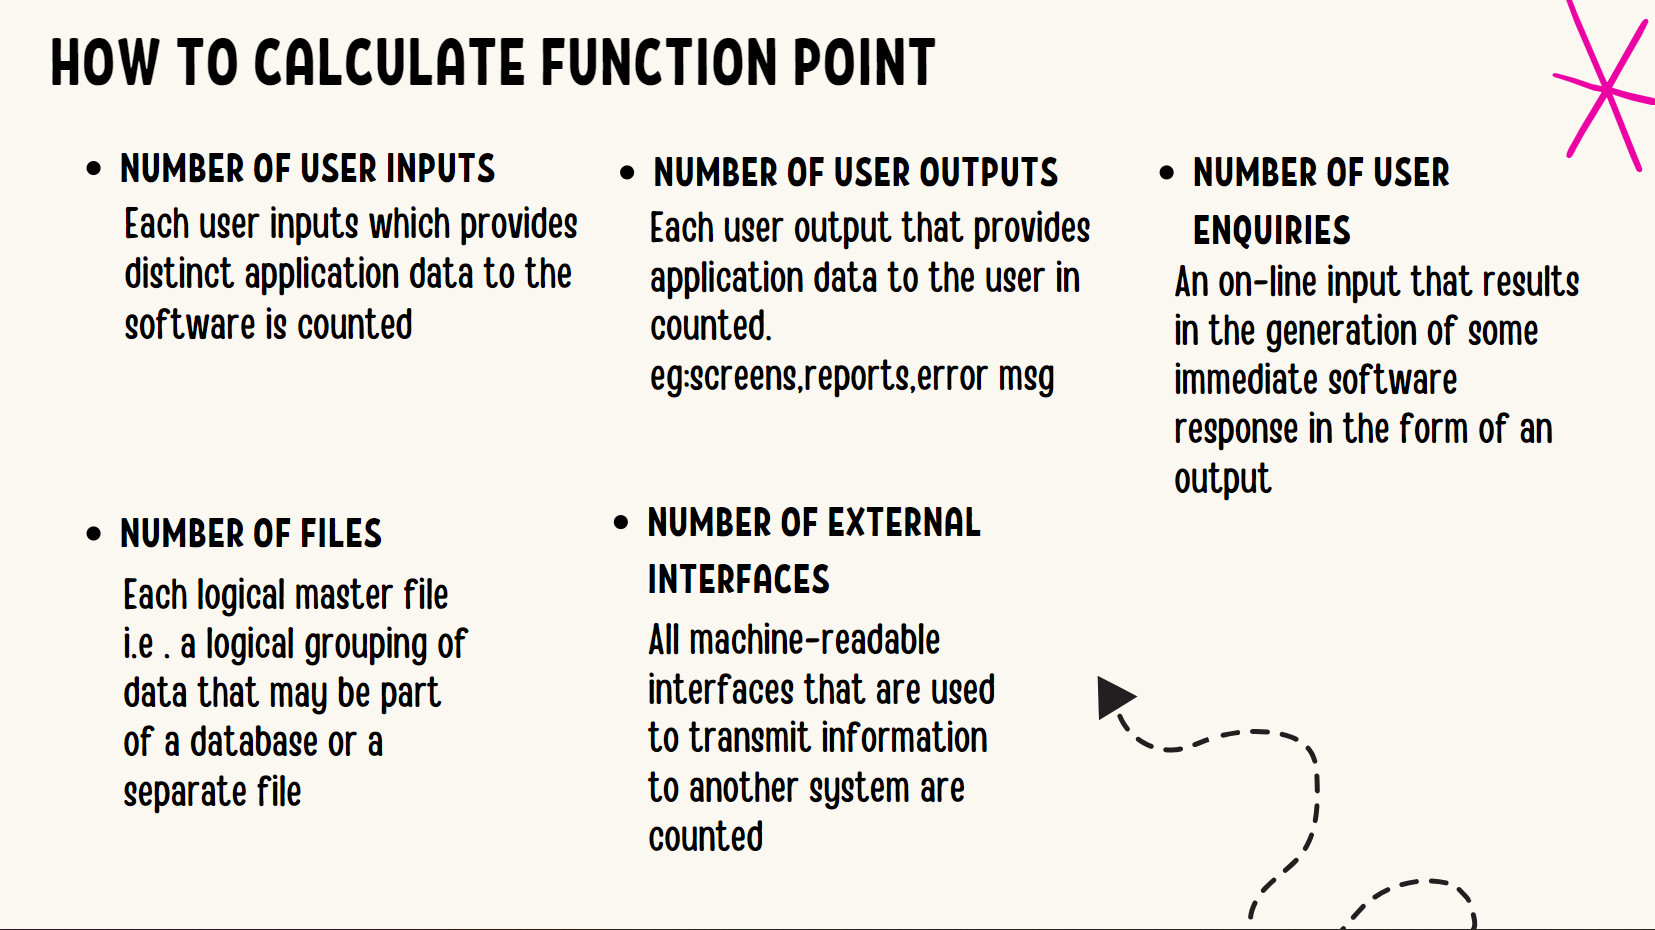 HOW TO CALCULATE FUNCTION POINT
• NUMBER OF USER INPUTS
Each user inputs which provides
distinct application data to the
software is counted
• NUMBER OF USER OUTPUTS
Each user output that provides
application data to the user in
counted.
eg:screens,reports,error msg
• NUMBER OF USER
ENQUIRIES
An on-line input that results
in the generation of some
immediate software
response in the form of an
output
• NUMBER OF FILES
Each logical master file
i.e . a logical grouping of
data that may be part
of a database or a
separate file
• NUMBER OF EXTERNAL
INTERFACES
All machine-readable
interfaces that are used
to transmit information
to another system are
counted